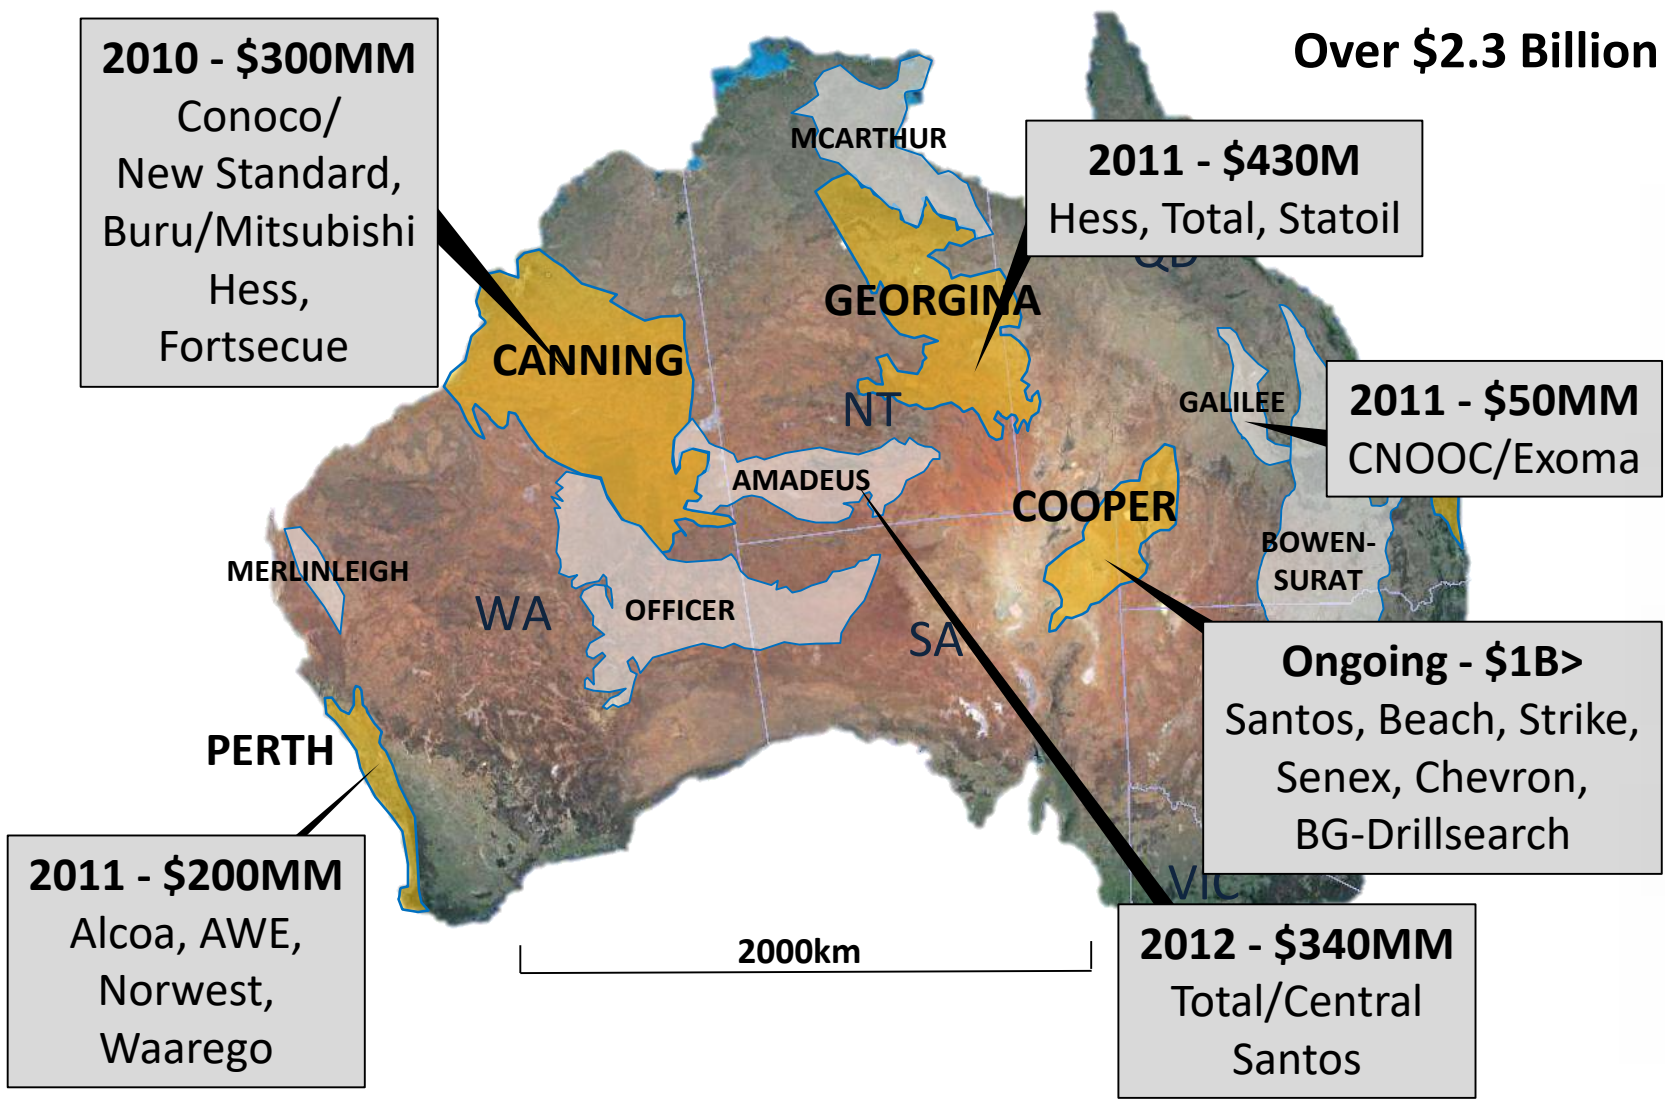 Over $2.3 Billion
2010 - $300MM
Conoco/
New Standard,
Buru/Mitsubishi
Hess,
Fortsecue
MCARTHUR
2011 - $430M
Hess, Total, Statoil
QD
GEORGINA
CANNING
NT
GALILEE
2011 - $50MM
CNOOC/Exoma
AMADEUS
COOPER
BOWEN-
SURAT
MERLINLEIGH
WA
OFFICER
SA
Ongoing - $1B>
Santos, Beach, Strike,
Senex, Chevron,
BG-Drillsearch
PERTH
2011 - $200MM
Alcoa, AWE,
Norwest,
Waarego
VIC
2000km
2012 - $340MM
Total/Central
Santos